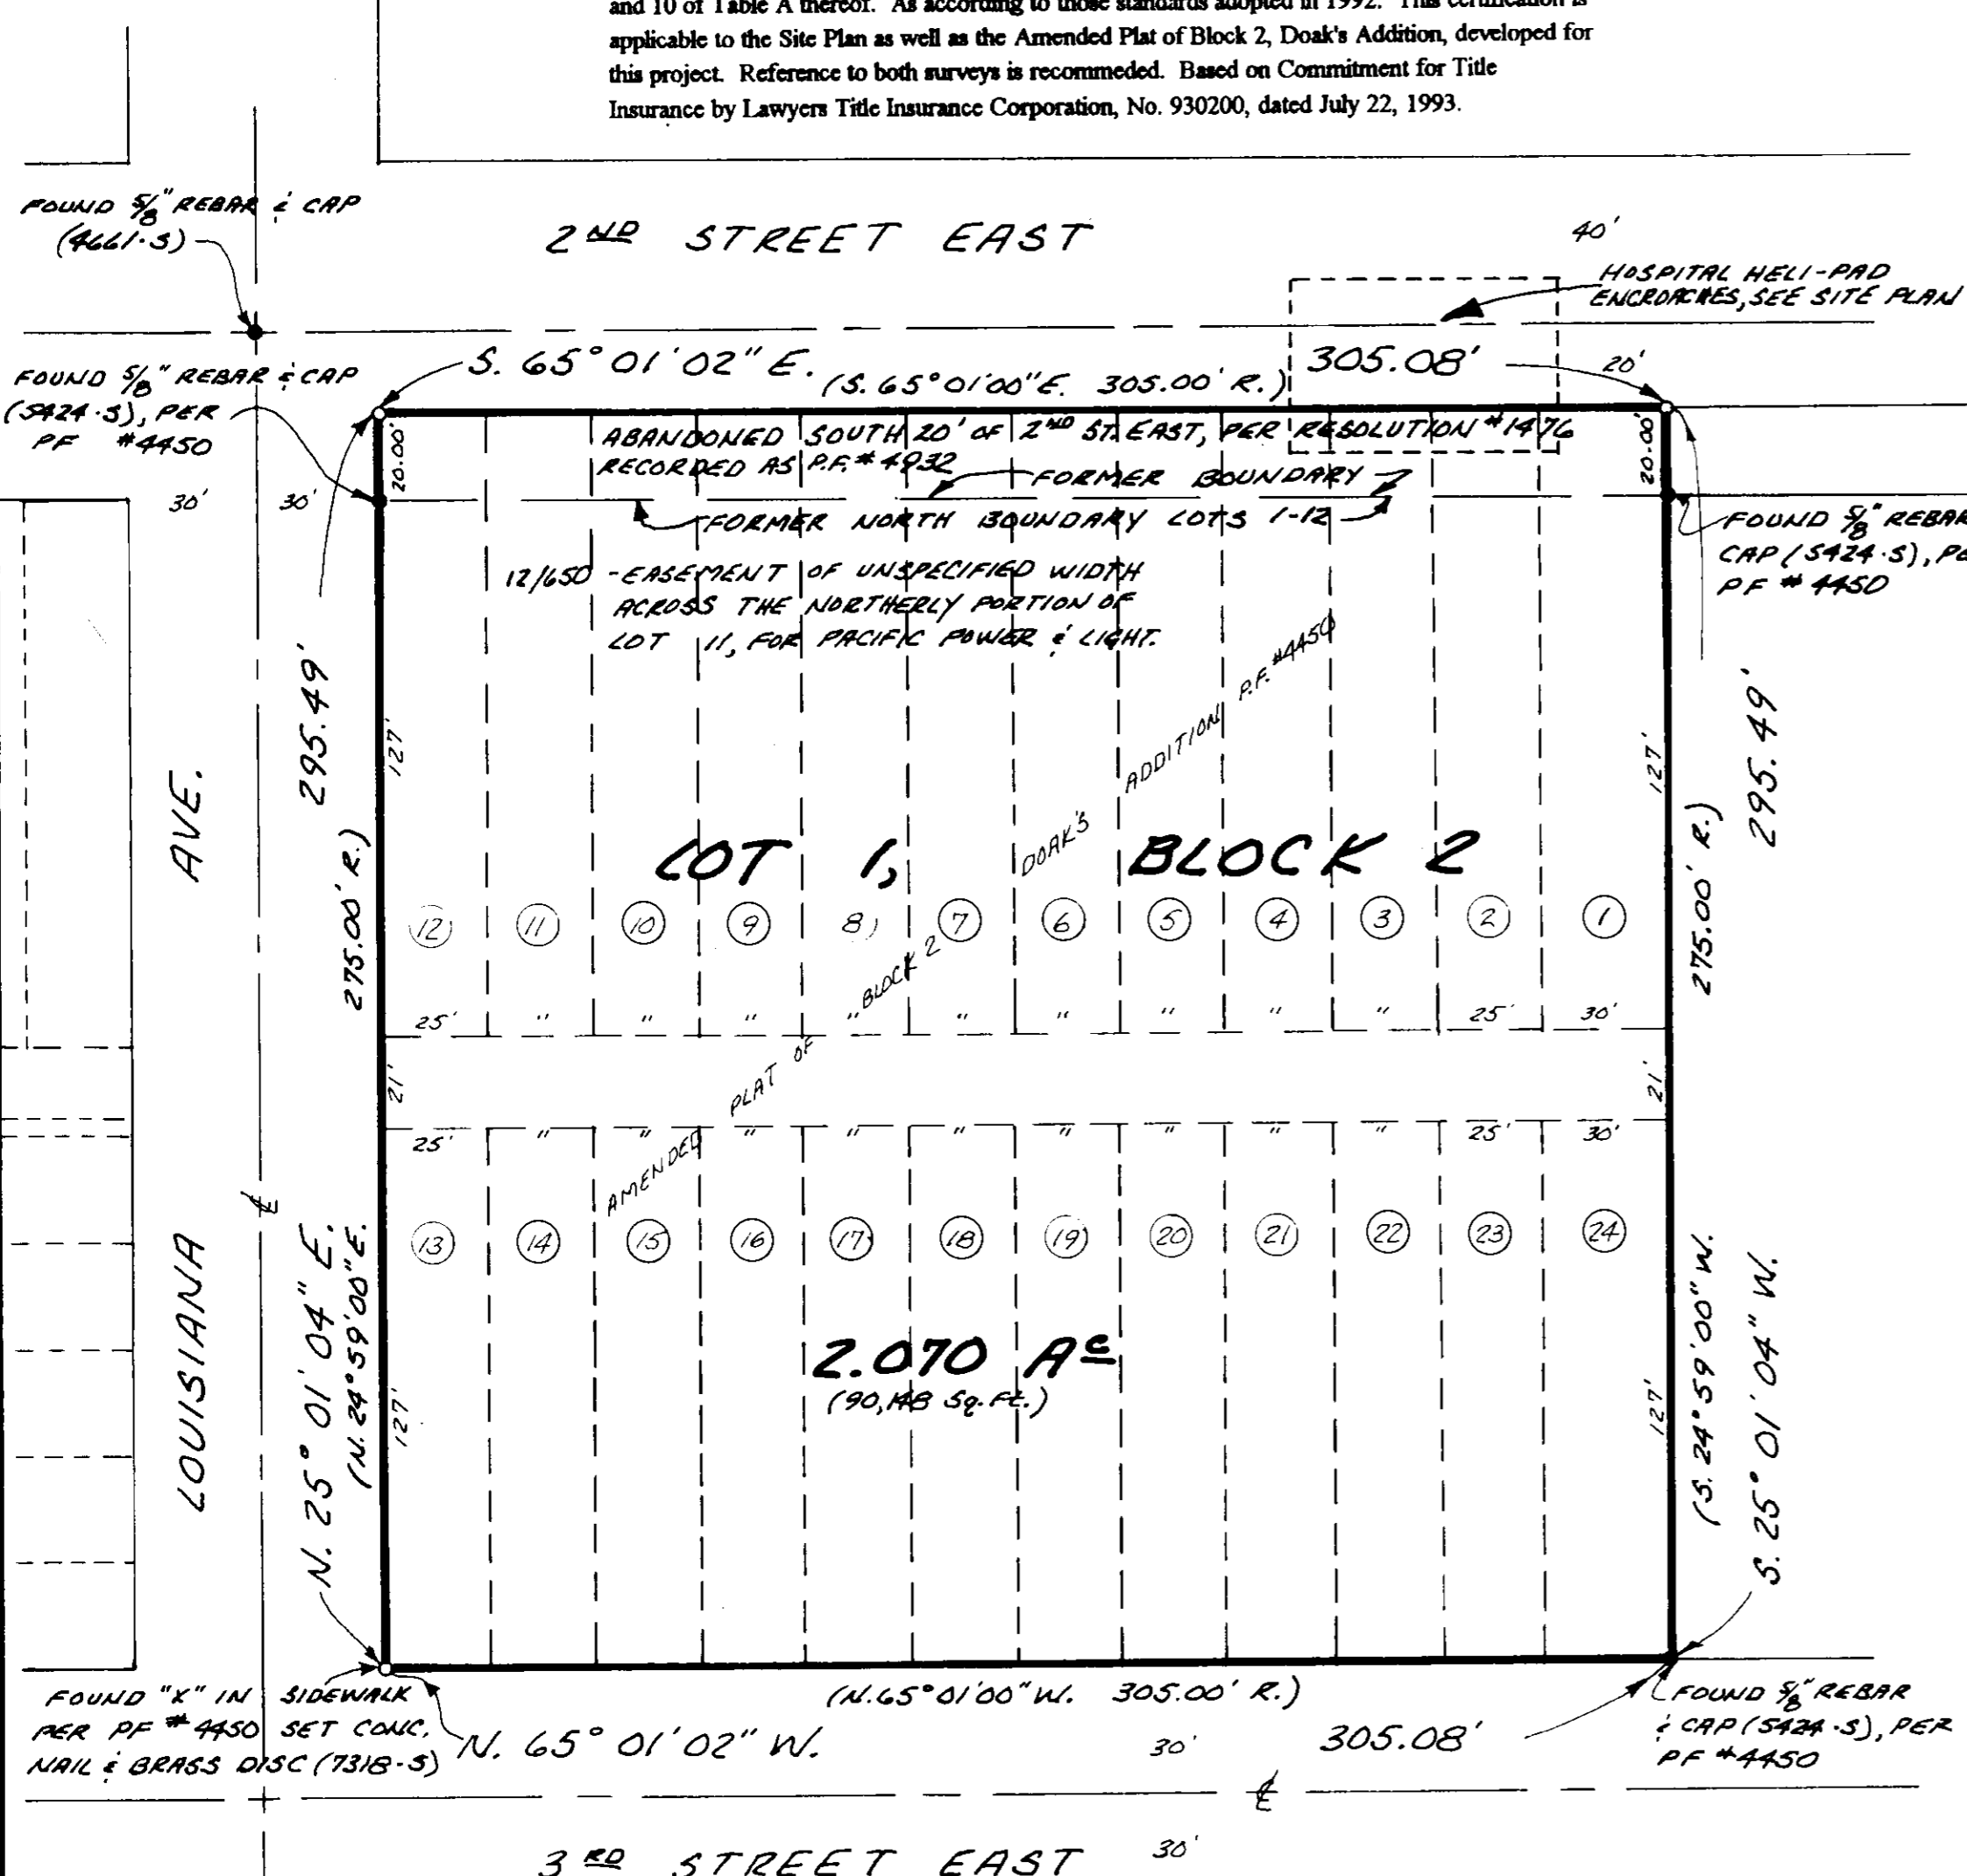 and 10 of Table A thereof. As according to those standards adopted in 1992. This certification is
applicable to the Site Plan as well as the Amended Plat of Block 2, Doak's Addition, developed for
this project. Reference to both surveys is recommeded. Based on Commitment for Title
Insurance by Lawyers Title Insurance Corporation, No. 930200, dated July 22, 1993.
FOUND 5/8" REBAR & CAP
(4661-S)
2ND STREET EAST
40'
HOSPITAL HELI-PAD
ENCROACHES, SEE SITE PLAN
S. 65° 01' 02" E.
305.08'
20'
(S. 65°01'00"E. 305.00' R.)
FOUND 5/8" REBAR & CAP
(5424-S), PER
PF #4450
20.00'
ABANDONED SOUTH 20' OF 2ND ST. EAST, PER RESOLUTION #1476
RECORDED AS P.F. #4932
20.00'
FORMER BOUNDARY
30' 30'
FORMER NORTH BOUNDARY LOTS 1-12
FOUND 5/8" REBAR
CAP (5424-S),
PF #4450
12/650 - EASEMENT OF UNSPECIFIED WIDTH
ACROSS THE NORTHERLY PORTION OF
LOT 11, FOR PACIFIC POWER & LIGHT.
295.49'
127'
275.00' R.)
127'
275.00' R.)
295.49'
LOUISIANA AVE.
LOT 1, BLOCK 2
AMENDED PLAT OF BLOCK 2 DOAK'S ADDITION P.F. #4450
12 11 10 9 8 7 6 5 4 3 2 1
25' " " " " " " " " " 25' 30'
21'
21'
25' " " " " " " " " " 25' 30'
13 14 15 16 17 18 19 20 21 22 23 24
℄
N. 25° 01' 04" E.
(N. 24°59'00"E.
127'
2.070 Ac
(90,148 Sq. Ft.)
127'
(S. 24°59'00" W.
S. 25° 01' 04" W.
FOUND "X" IN SIDEWALK
PER PF #4450 SET CONC.
NAIL & BRASS DISC (7318-S)
(N. 65°01'00" W. 305.00' R.)
N. 65° 01' 02" W.
30'
305.08'
FOUND 5/8" REBAR
& CAP (5424-S), PER
PF #4450
℄
3RD STREET EAST
30'